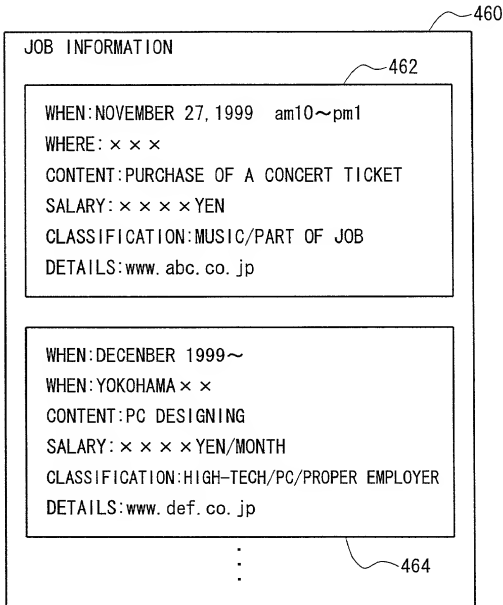 460
JOB INFORMATION
462
WHEN:NOVEMBER 27,1999 am10~pm1
WHERE:×××
CONTENT:PURCHASE OF A CONCERT TICKET
SALARY:××××YEN
CLASSIFICATION:MUSIC/PART OF JOB
DETAILS:www.abc.co.jp
WHEN:DECENBER 1999~
WHEN:YOKOHAMA××
CONTENT:PC DESIGNING
SALARY:××××YEN/MONTH
CLASSIFICATION:HIGH-TECH/PC/PROPER EMPLOYER
DETAILS:www.def.co.jp
464